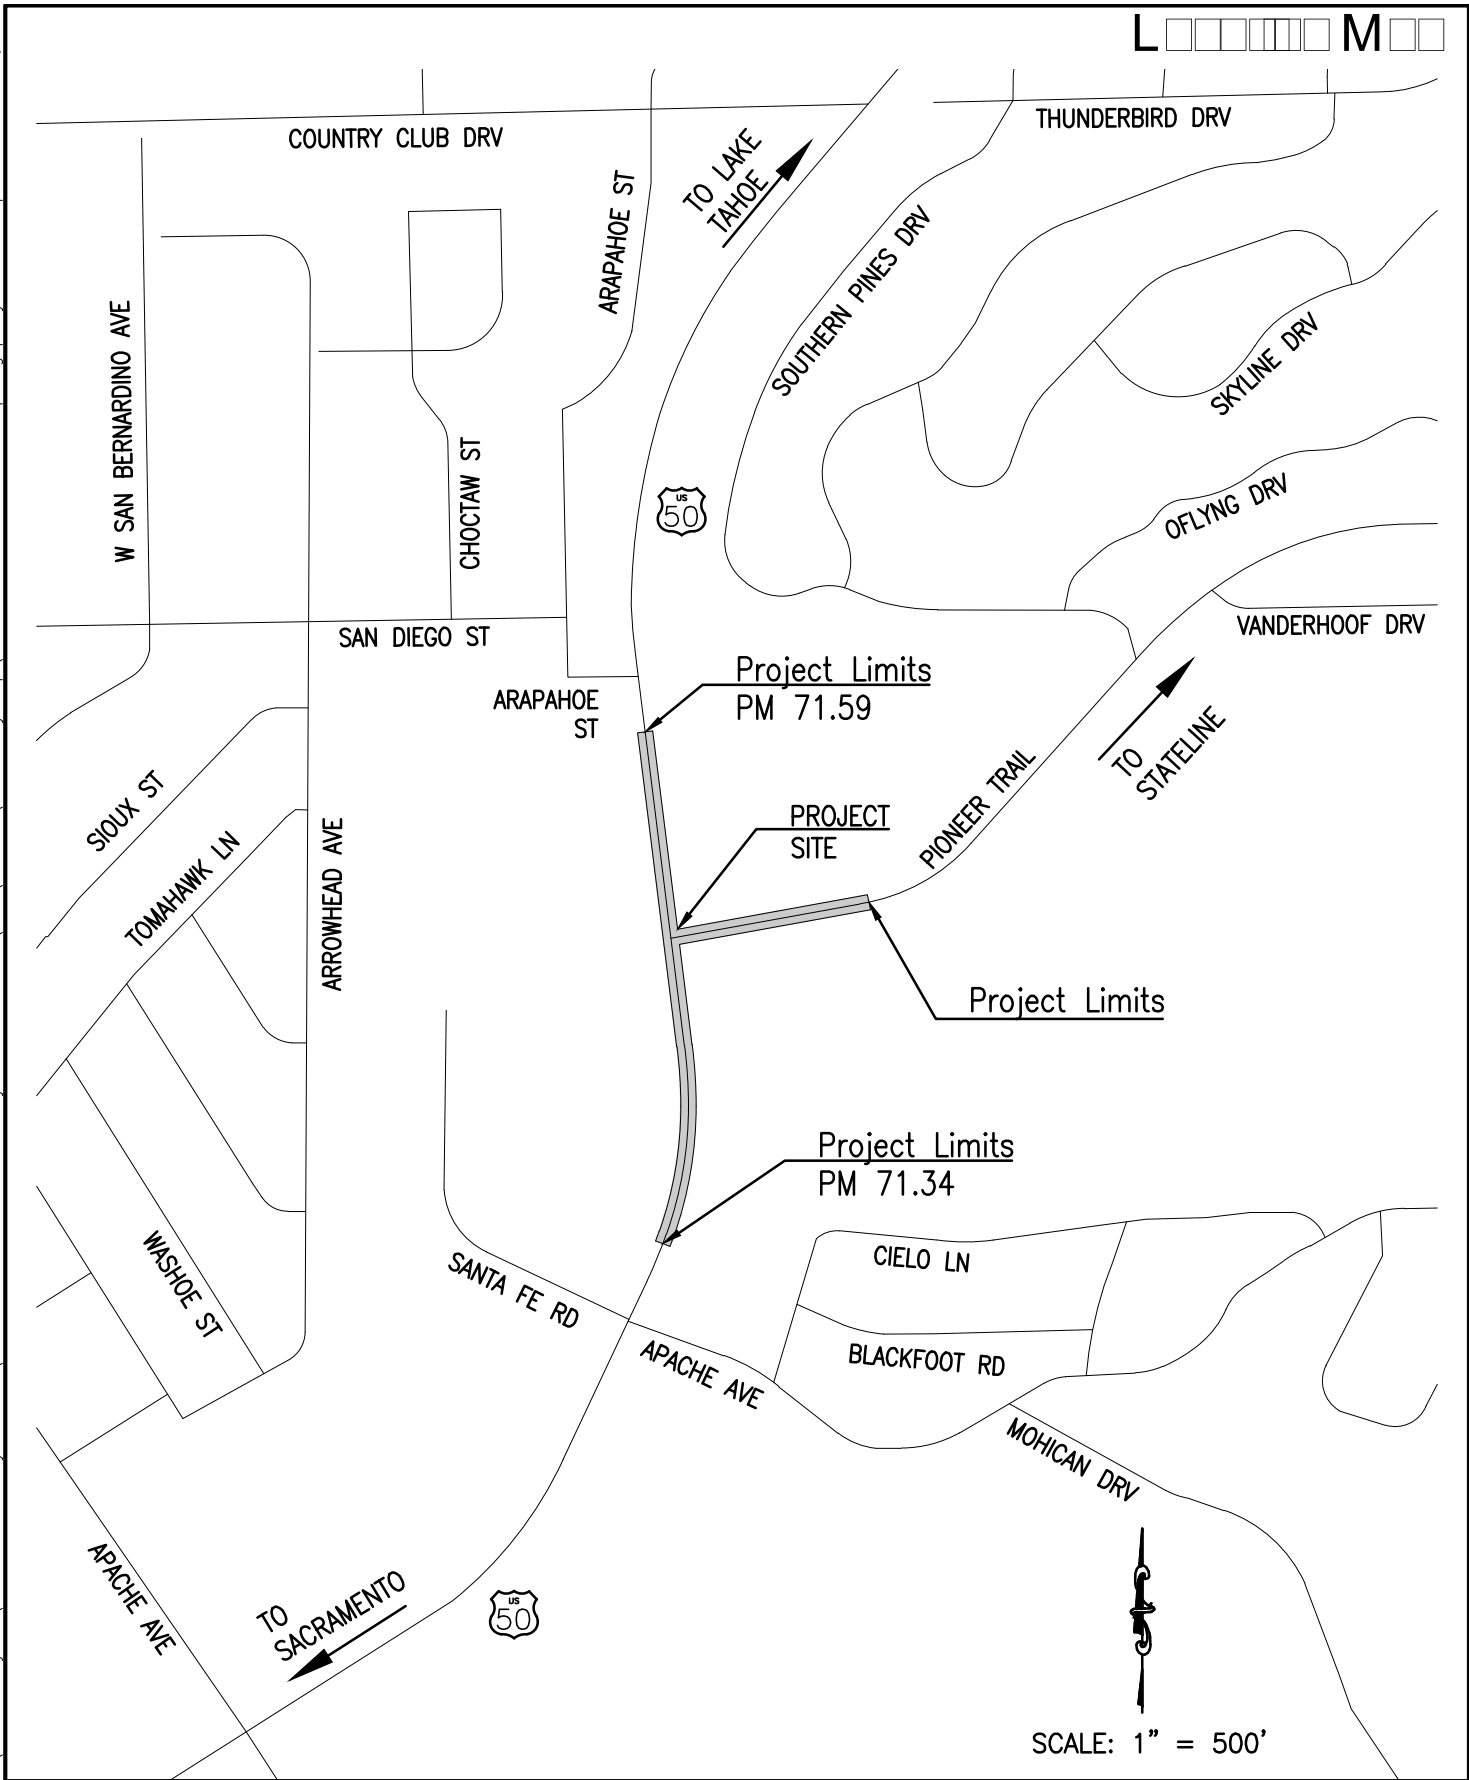 COUNTRY CLUB DRV
THUNDERBIRD DRV
TO LAKE
TAHOE
ARAPAHOE ST
SOUTHERN PINES DRV
W SAN BERNARDINO AVE
SKYLINE DRV
CHOCTAW ST
US
50
OFLYNG DRV
SAN DIEGO ST
VANDERHOOF DRV
Project Limits
PM 71.59
ARAPAHOE
ST
TO
STATELINE
SIOUX ST
PROJECT
SITE
PIONEER TRAIL
TOMAHAWK LN
ARROWHEAD AVE
Project Limits
Project Limits
PM 71.34
WASHOE ST
SANTA FE RD
CIELO LN
APACHE AVE
BLACKFOOT RD
MOHICAN DRV
APACHE AVE
TO
SACRAMENTO
US
50
SCALE: 1" = 500'